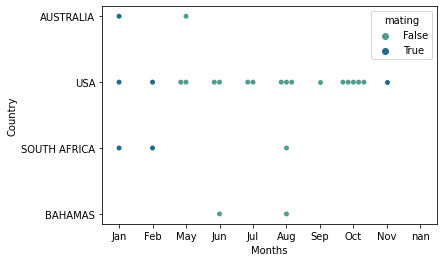 AUSTRALIA
USA
SOUTH AFRICA
BAHAMAS
Country
mating
False
True
Jan Feb May Jun Jul Aug Sep Oct Nov nan
Months